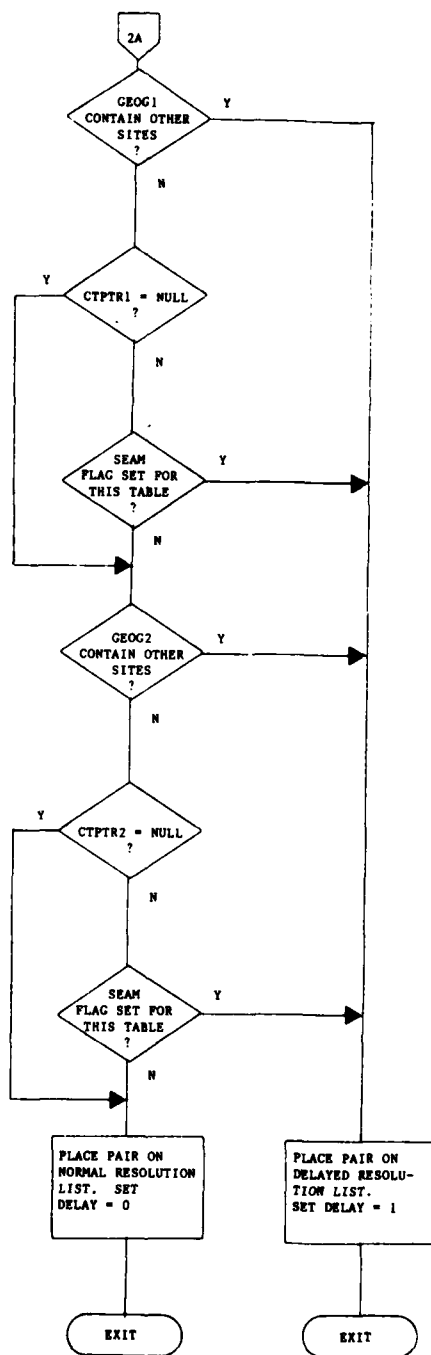 2A
GEOG1
CONTAIN OTHER
SITES
?
Y
N
Y
CTPTR1 = NULL
?
N
SEAM
FLAG SET FOR
THIS TABLE
?
Y
N
GEOG2
CONTAIN OTHER
SITES
?
Y
N
Y
CTPTR2 = NULL
?
N
SEAM
FLAG SET FOR
THIS TABLE
?
Y
N
PLACE PAIR ON
NORMAL RESOLUTION
LIST. SET
DELAY = 0
PLACE PAIR ON
DELAYED RESOLU-
TION LIST.
SET DELAY = 1
EXIT
EXIT